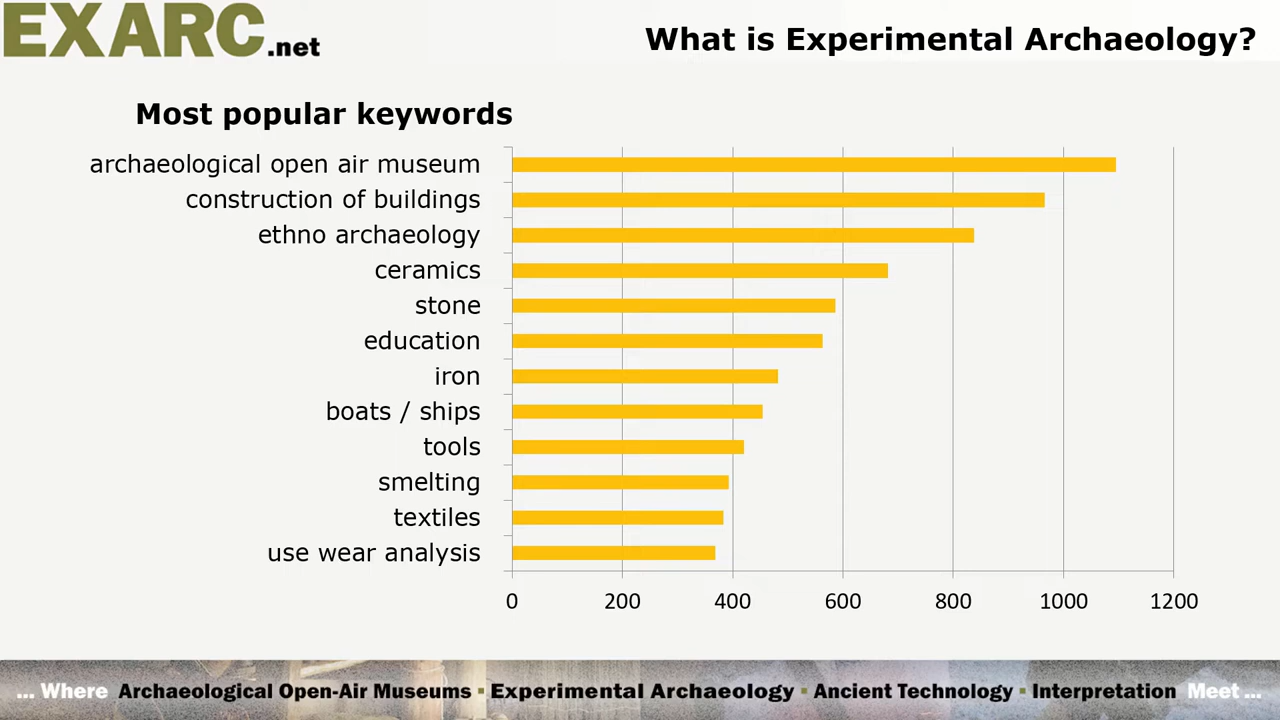 EXARC.net
What is Experimental Archaeology?
Most popular keywords
archaeological open air museum
construction of buildings
ethno archaeology
ceramics
stone
education
iron
boats / ships
tools
smelting
textiles
use wear analysis
0 200 400 600 800 1000 1200
... Where Archaeological Open-Air Museums ▪ Experimental Archaeology ▪ Ancient Technology ▪ Interpretation Meet ...